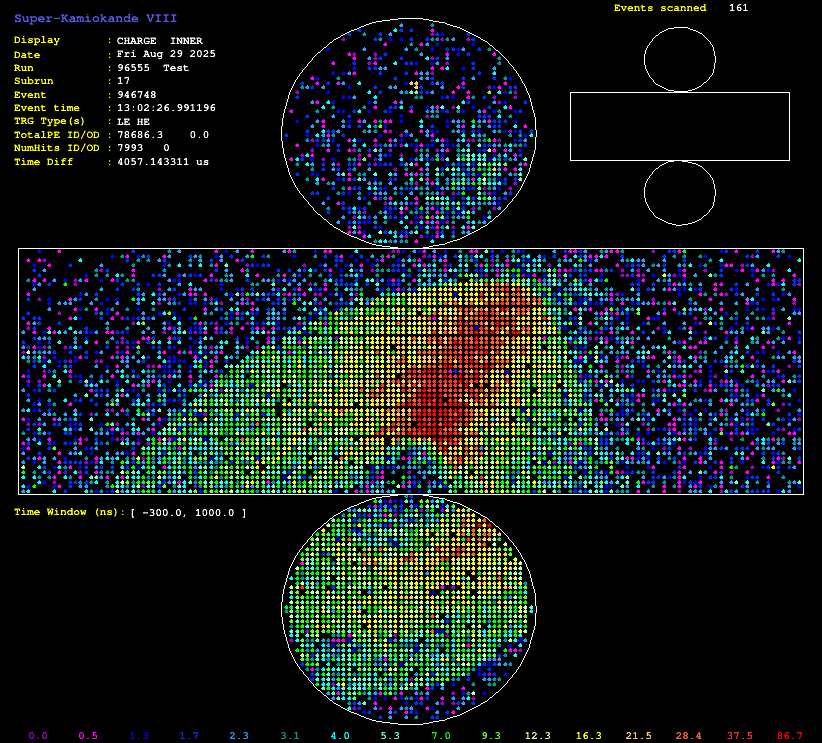 Super-Kamiokande VIII
Events scanned 161
Display : CHARGE INNER
Date : Fri Aug 29 2025
Run : 96555 Test
Subrun : 17
Event : 946748
Event time : 13:02:26.991196
TRG Type(s) : LE HE
TotalPE ID/OD : 78686.3 0.0
NumHits ID/OD : 7993 0
Time Diff : 4057.143311 us
Time Window (ns): [ -300.0, 1000.0 ]
0.0 0.5 1.3 1.7 2.3 3.1 4.0 5.3 7.0 9.3 12.3 16.3 21.5 28.4 37.5 86.7